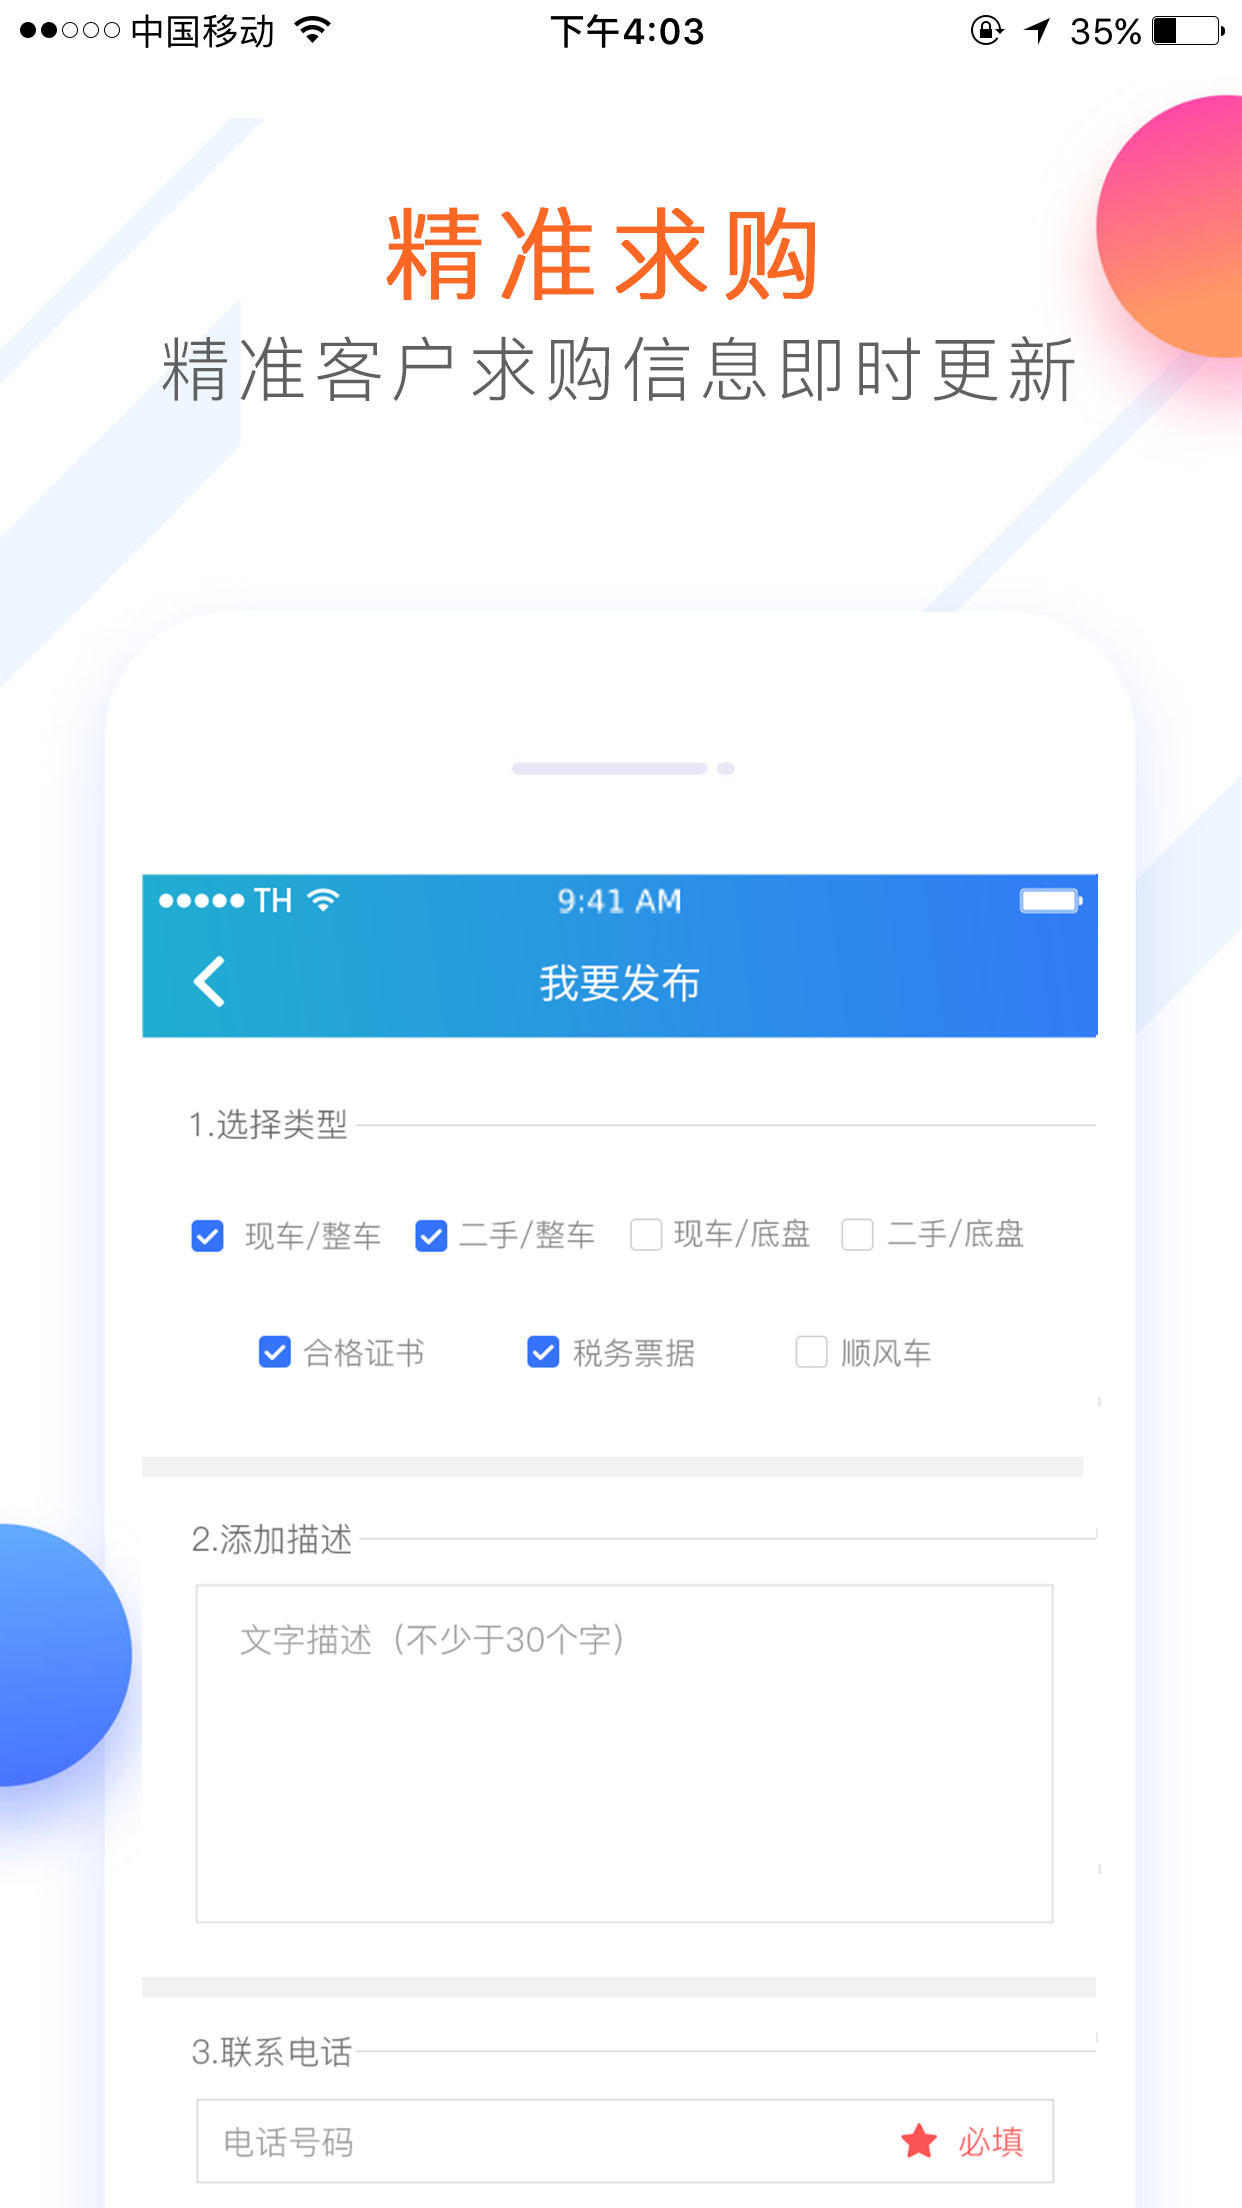 中国移动 下午4:03 35%
精准求购
精准客户求购信息即时更新
TH 9:41 AM
我要发布
1.选择类型
现车/整车 二手/整车 现车/底盘 二手/底盘
合格证书 税务票据 顺风车
2.添加描述
文字描述（不少于30个字）
3.联系电话
电话号码 必填